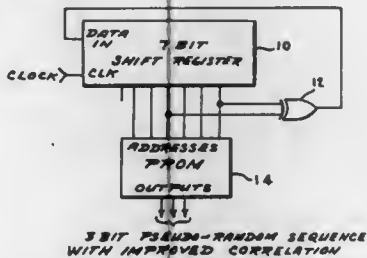 DATA IN
7 BIT
SHIFT REGISTER
10
CLOCK
CLK
12
ADDRESSES
PROM
OUTPUTS
14
3 BIT PSEUDO-RANDOM SEQUENCE
WITH IMPROVED CORRELATION